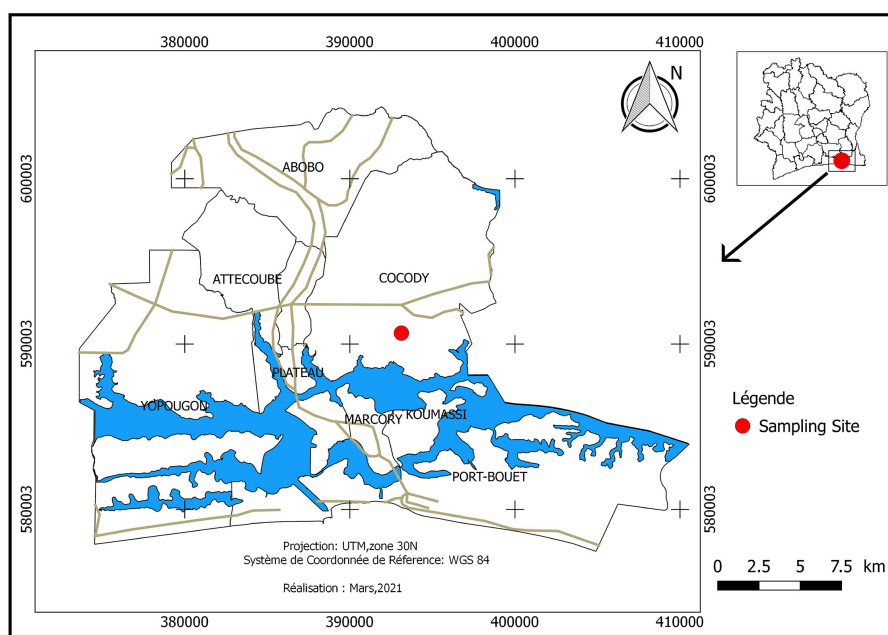 380000 390000 400000 410000
N
600003 600003
ABOBO
ATTECOUBE COCODY
590003 590003
PLATEAU
YOPOUGON MARCORY KOUMASSI
PORT-BOUET
580003 580003
Projection: UTM,zone 30N
Système de Coordonnée de Réference: WGS 84
Réalisation : Mars,2021
380000 390000 400000 410000
Légende
Sampling Site
0 2.5 5 7.5 km